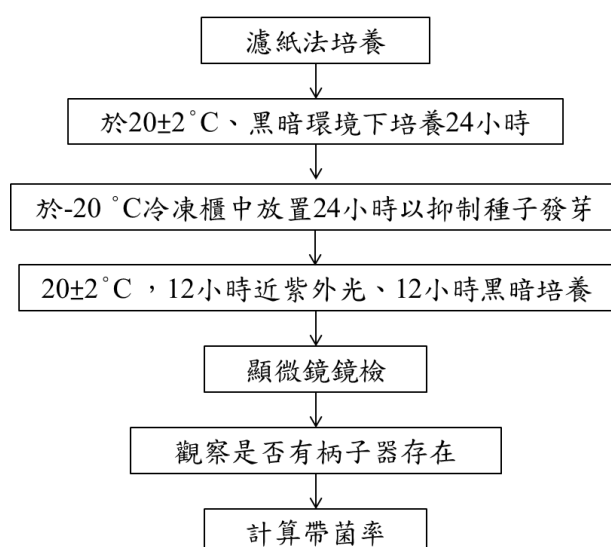 濾紙法培養
於20±2˚C、黑暗環境下培養24小時
於-20 ˚C冷凍櫃中放置24小時以抑制種子發芽
20±2˚C ，12小時近紫外光、12小時黑暗培養
顯微鏡鏡檢
觀察是否有柄子器存在
計算帶菌率